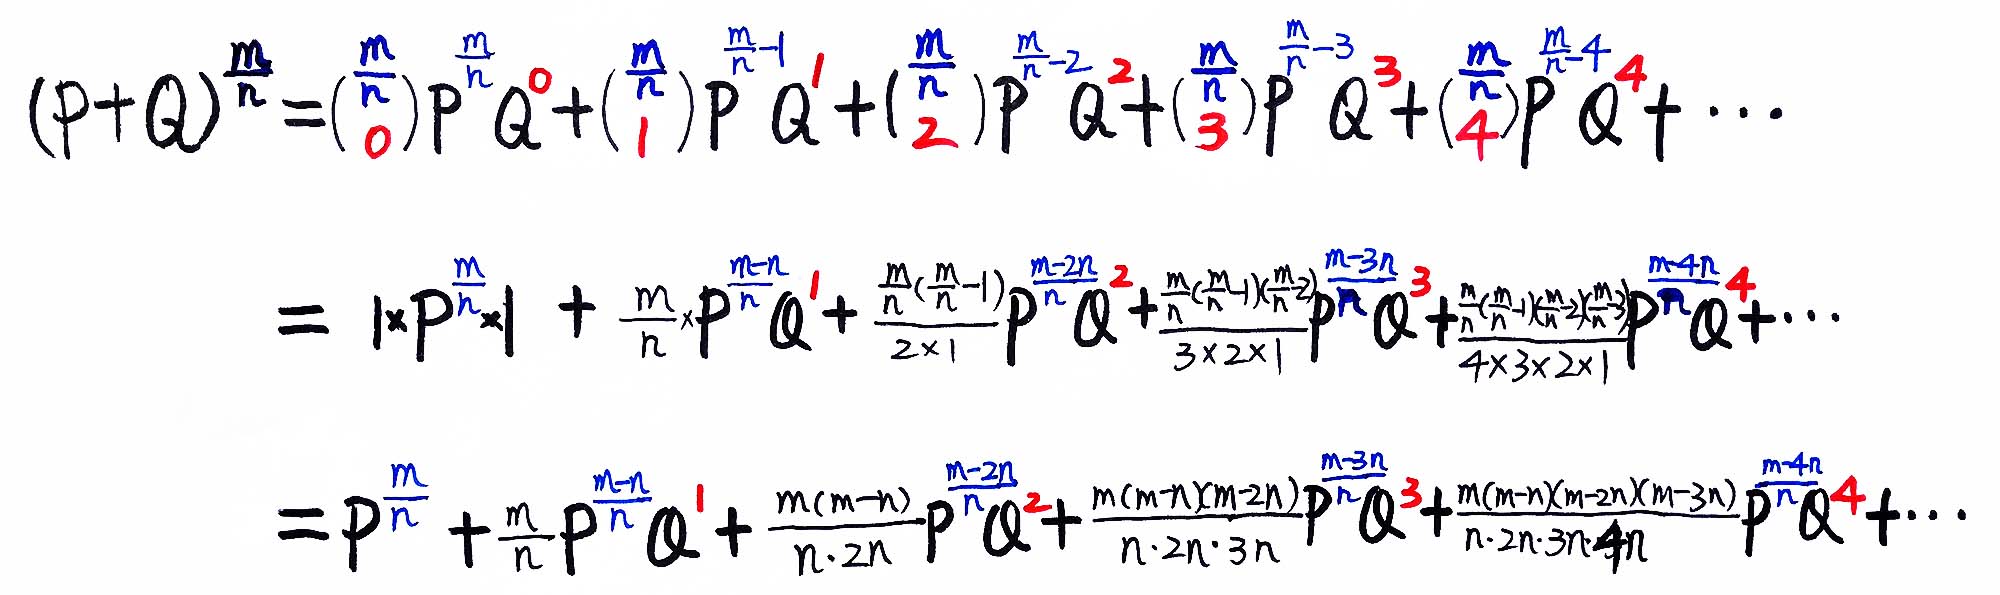 (P+Q)^{\frac{m}{n}} = \binom{\frac{m}{n}}{0} P^{\frac{m}{n}} Q^{0} + \binom{\frac{m}{n}}{1} P^{\frac{m}{n}-1} Q^{1} + \binom{\frac{m}{n}}{2} P^{\frac{m}{n}-2} Q^{2} + \binom{\frac{m}{n}}{3} P^{\frac{m}{n}-3} Q^{3} + \binom{\frac{m}{n}}{4} P^{\frac{m}{n}-4} Q^{4} + \cdots
= 1 \times P^{\frac{m}{n}} \times 1 + \frac{m}{n} \times P^{\frac{m-n}{n}} Q^{1} + \frac{\frac{m}{n}(\frac{m}{n}-1)}{2 \times 1} P^{\frac{m-2n}{n}} Q^{2} + \frac{\frac{m}{n}(\frac{m}{n}-1)(\frac{m}{n}-2)}{3 \times 2 \times 1} P^{\frac{m-3n}{n}} Q^{3} + \frac{\frac{m}{n}(\frac{m}{n}-1)(\frac{m}{n}-2)(\frac{m}{n}-3)}{4 \times 3 \times 2 \times 1} P^{\frac{m-4n}{n}} Q^{4} + \cdots
= P^{\frac{m}{n}} + \frac{m}{n} P^{\frac{m-n}{n}} Q^{1} + \frac{m(m-n)}{n \cdot 2n} P^{\frac{m-2n}{n}} Q^{2} + \frac{m(m-n)(m-2n)}{n \cdot 2n \cdot 3n} P^{\frac{m-3n}{n}} Q^{3} + \frac{m(m-n)(m-2n)(m-3n)}{n \cdot 2n \cdot 3n \cdot 4n} P^{\frac{m-4n}{n}} Q^{4} + \cdots